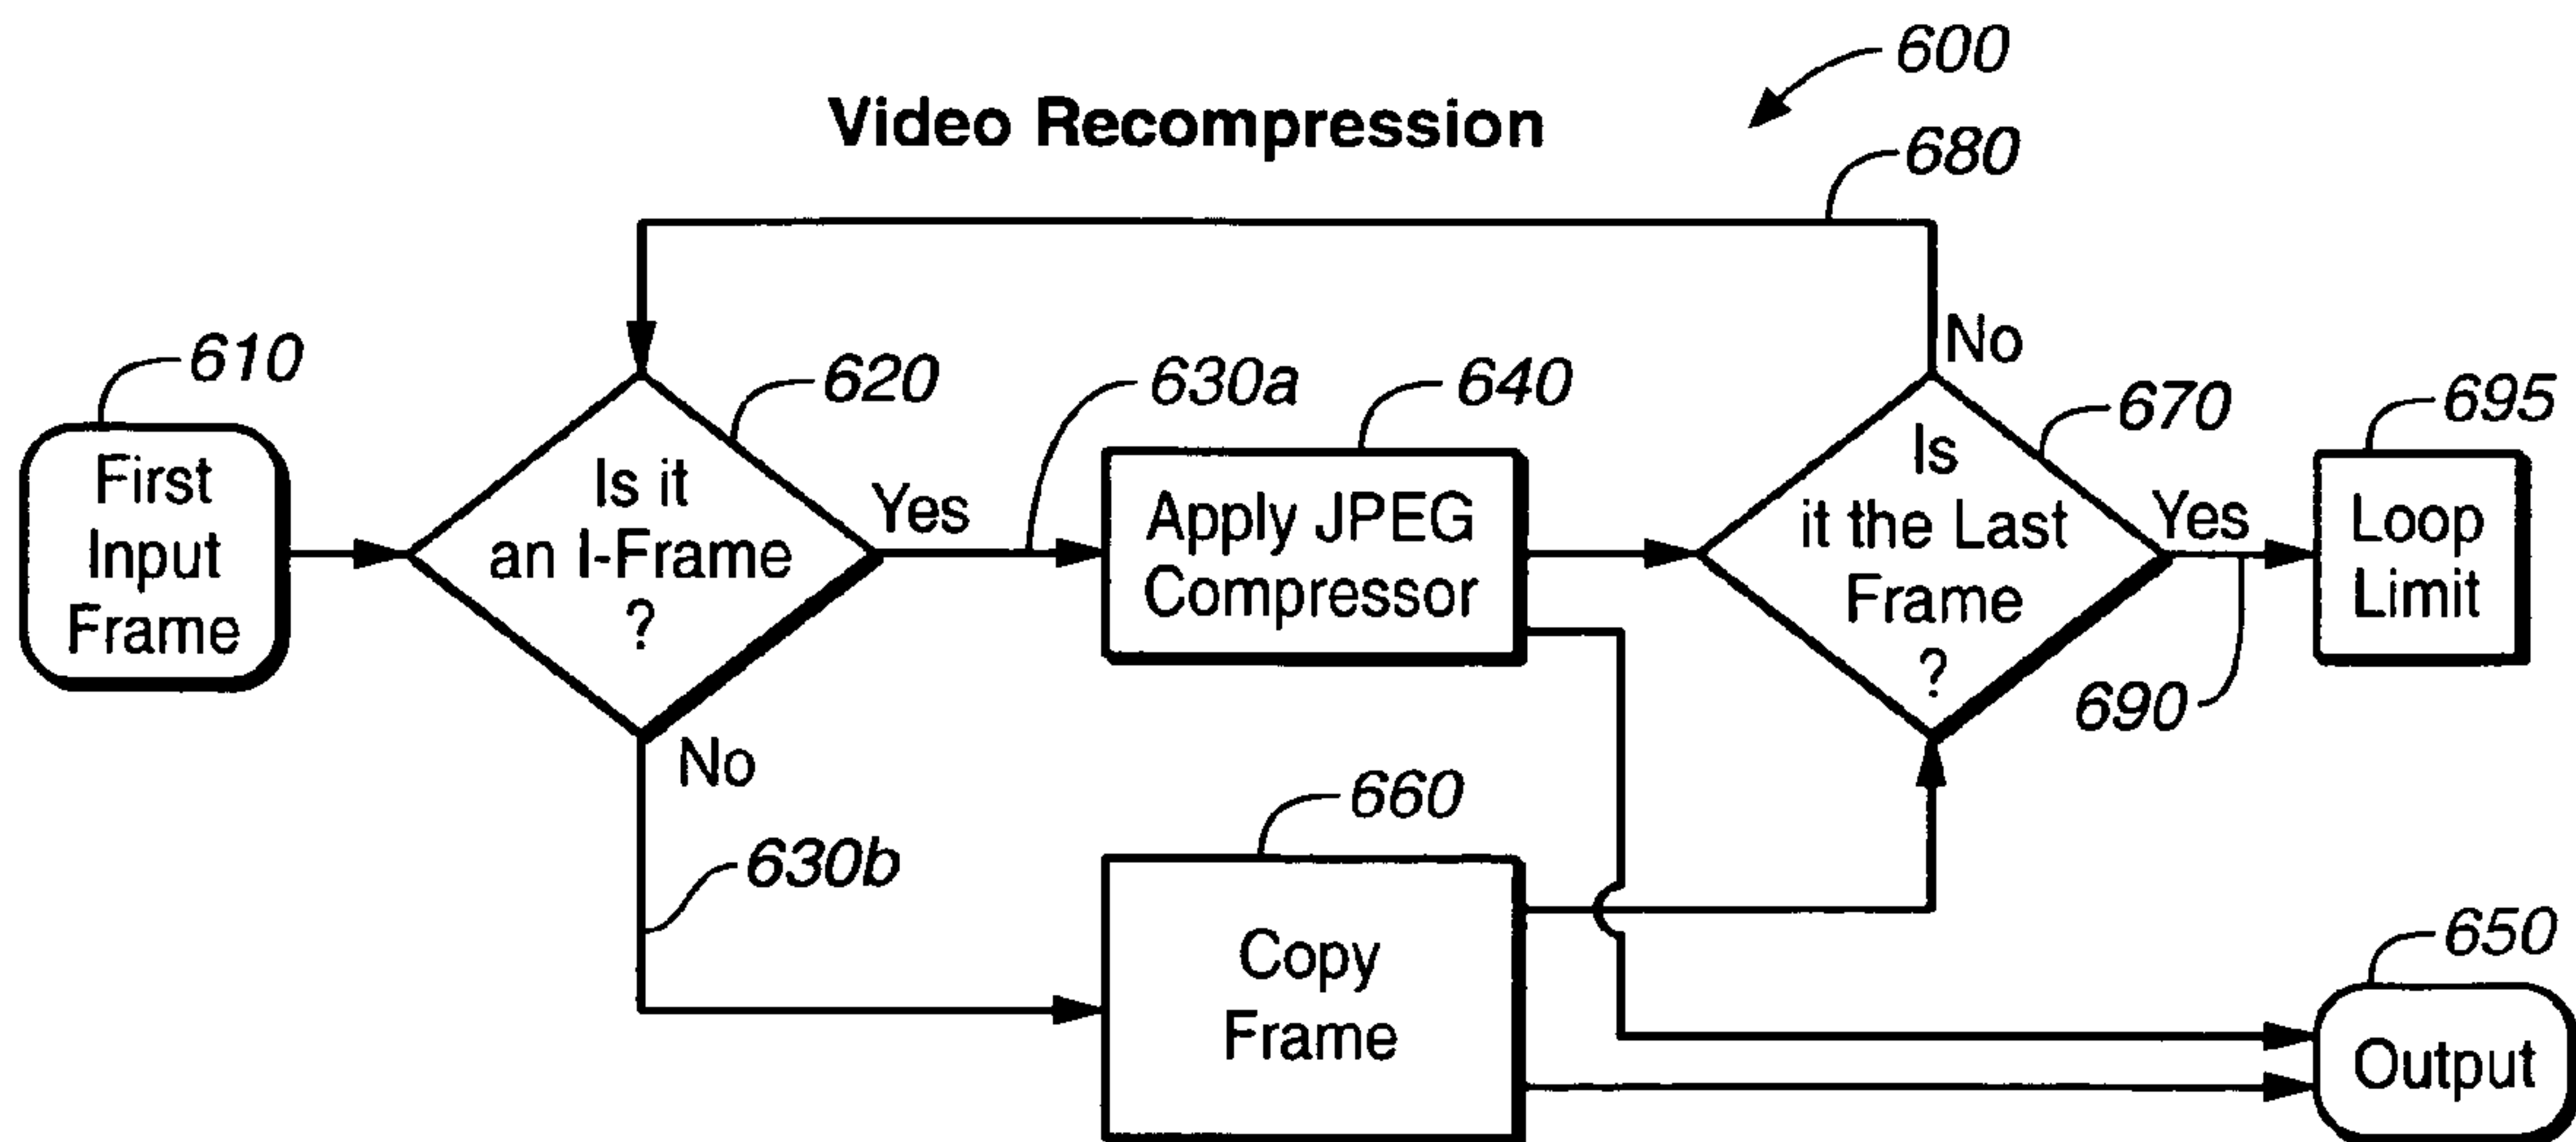 600
Video Recompression
680
610
First
Input
Frame
620
Is it
an I-Frame
?
Yes
No
630a
630b
640
Apply JPEG
Compressor
660
Copy
Frame
670
Is
it the Last
Frame
?
No
Yes
690
695
Loop
Limit
650
Output